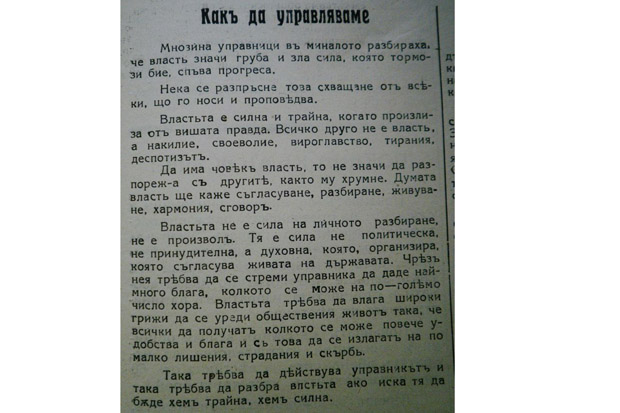 Какъ да управляваме
Мнозина управници въ миналото разбираха,
че власть значи груба и зла сила, която тормо-
зи бие, спъва прогреса.
Нека се разпръсне това схващане отъ всѣ-
ки, що го носи и проповѣдва.
Властьта е силна и трайна, когато произли-
за отъ вишата правда. Всичко друго не е власть,
а накилие, своеволие, вироглавство, тирания,
деспотизътъ.
Да има човѣкъ власть, то не значи да раз-
пореж-а съ другитѣ, както му хрумне. Думата
власть ще каже съгласуване, разбиране, живува-
не, хармония, сговоръ.
Властьта не е сила на личното разбиране,
не е произволъ. Тя е сила не политическа,
не принудителна, а духовна, която, организира,
която съгласува живата на държавата. Чрѣзъ
нея трѣбва да се стреми управника да даде най-
много блага, колкото се може на по—голѣмо
число хора. Властьта трѣбва да влага широки
грижи да се уреди обществения животъ така, че
всички да получатъ колкото се може повече у-
добства и блага и съ това да се излагатъ на по
малко лишения, страдания и скърбь.
Така трѣбва да дѣйствува управникътъ и
така трѣбва да разбра впстьта ако иска тя да
бѫде хемъ трайна, хемъ силна.